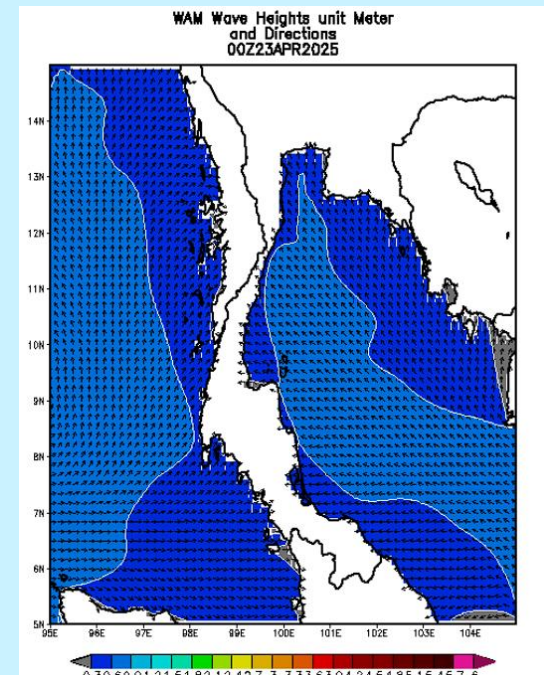 WAM Wave Heights unit Meter
and Directions
00Z23APR2025
14N
13N
12N
11N
10N
9N
8N
7N
6N
5N
95E 96E 97E 98E 99E 100E 101E 102E 103E 104E